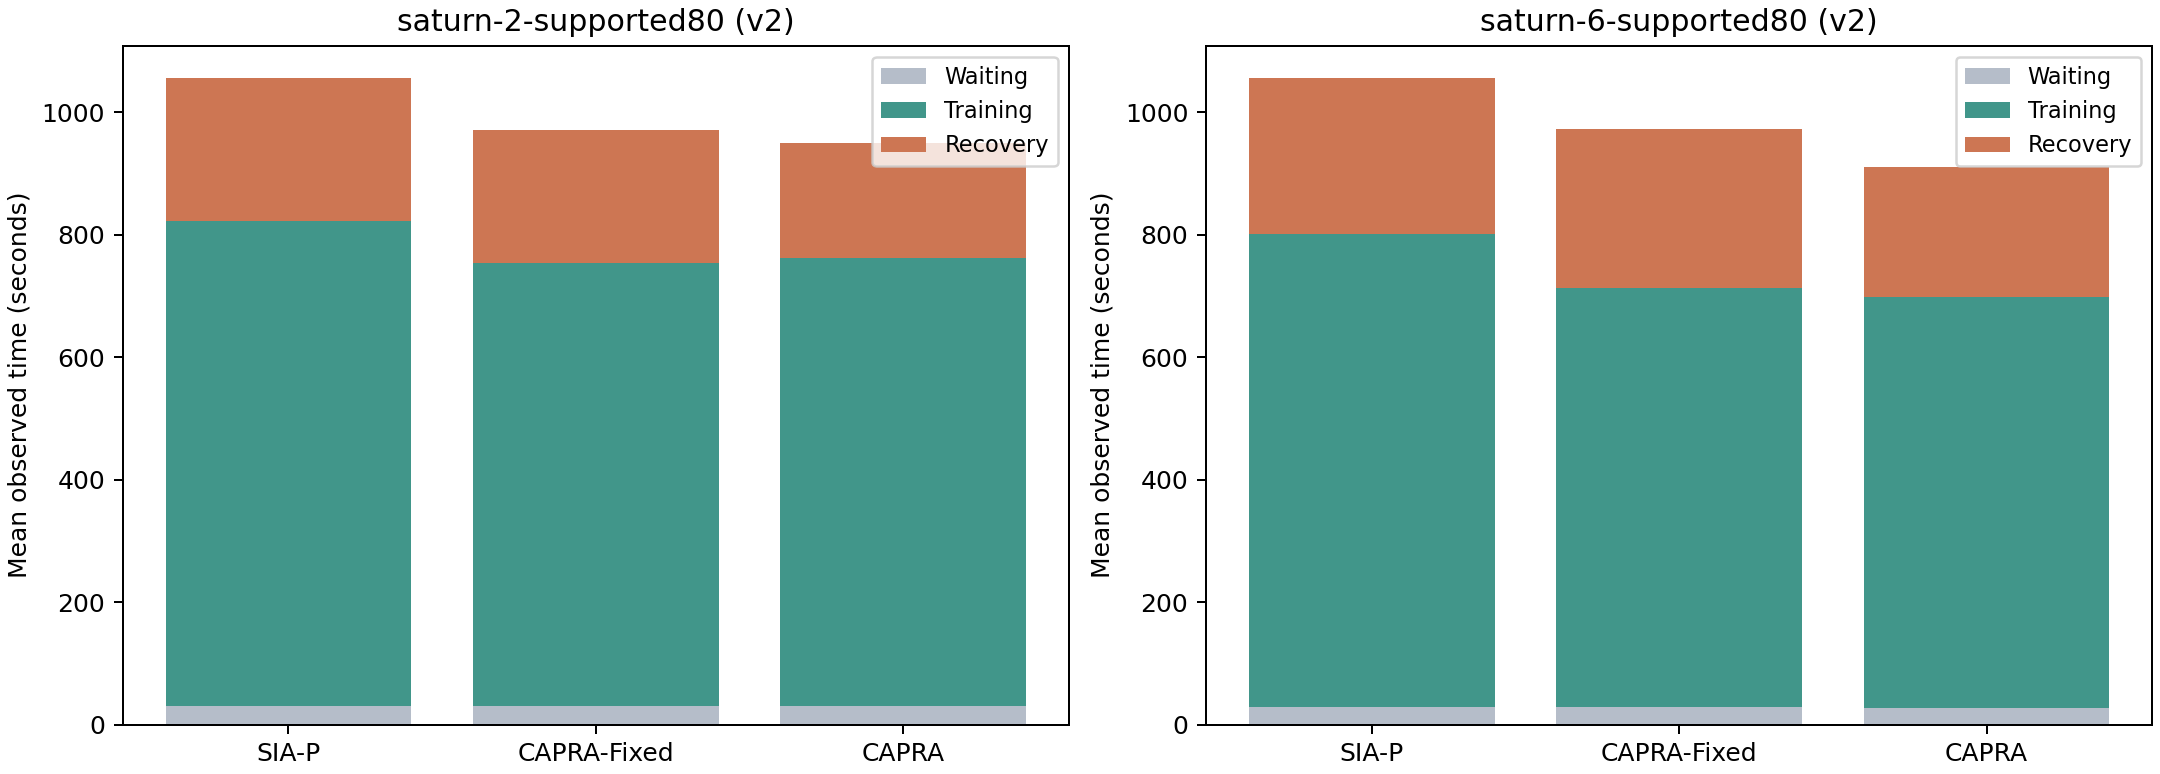 saturn-2-supported80 (v2)
Mean observed time (seconds)
1000
800
600
400
200
0
Waiting
Training
Recovery
SIA-P
CAPRA-Fixed
CAPRA
saturn-6-supported80 (v2)
Mean observed time (seconds)
1000
800
600
400
200
0
Waiting
Training
Recovery
SIA-P
CAPRA-Fixed
CAPRA